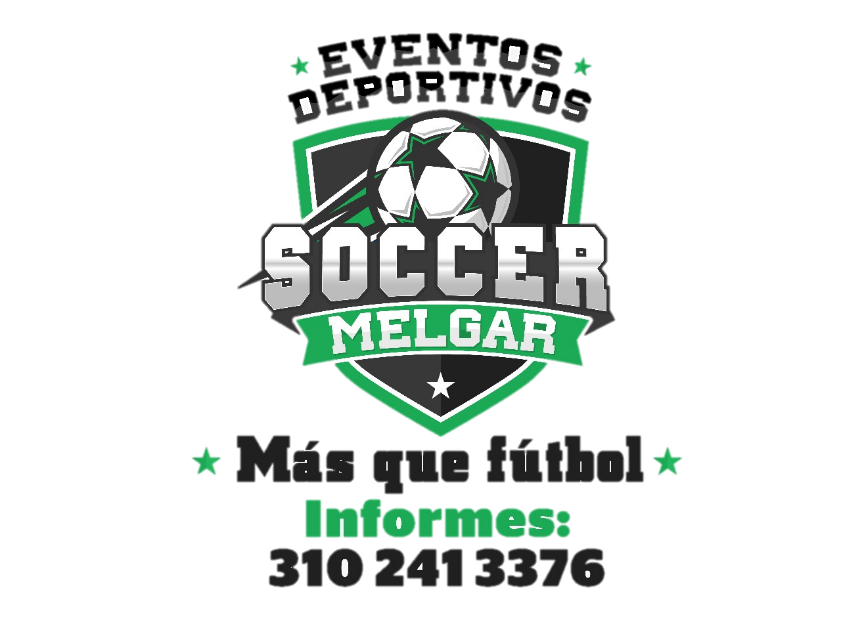 EVENTOS
DEPORTIVOS
SOCCER
MELGAR
Más que fútbol
Informes:
310 241 3376